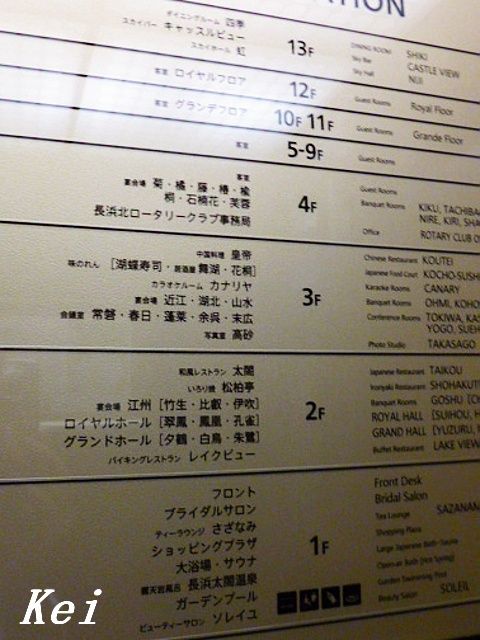 ATION
ダイニングルーム 四季
スカイバー キャッスルビュー
スカイホール 虹
13F
DINING ROOMS SHIKI
Sky Bar CASTLE VIEW
Sky Hall NIJI
客室 ロイヤルフロア
12F
Guest Rooms Royal Floor
客室 グランデフロア
10F 11F
Guest Rooms Grande Floor
客室
5-9F
Guest Rooms
客室
宴会場 菊・橘・藤・椿・楡
桐・石楠花・芙蓉
長浜北ロータリークラブ事務局
4F
Guest Rooms
Banquet Rooms KIKU, TACHIBA
NIRE, KIRI, SHA
Office ROTARY CLUB O
中国料理 皇帝
味のれん [湖蝶寿司・居酒屋 舞湖・花桐]
カラオケルーム カナリヤ
宴会場 近江・湖北・山水
会議室 常磐・春日・蓬莱・余呉・末広
写真室 高砂
3F
Chinese Restaurant KOUTEI
Japanese Food Court KOCHO-SUSHI
Karaoke Rooms CANARY
Banquet Rooms OHMI, KOHO
Conference Rooms TOKIWA, KAS
YOGO, SUEH
Photo Studio TAKASAGO
和風レストラン 太閤
いろり焼 松柏亭
宴会場 江州 [竹生・比叡・伊吹]
ロイヤルホール [翠鳳・鳳凰・孔雀]
グランドホール [夕鶴・白鳥・朱鷺]
バイキングレストラン レイクビュー
2F
Japanese Restaurant TAIKOU
Iroriyaki Restaurant SHOHAKUT
Banquet Rooms GOSHU [C
ROYAL HALL [SUIHOU, H
GRAND HALL [YUZURU, H
Buffet Restaurant LAKE VIEW
フロント
ブライダルサロン
ティーラウンジ さざなみ
ショッピングプラザ
大浴場・サウナ
露天岩風呂 長浜太閤温泉
ガーデンプール
ビューティーサロン ソレイユ
1F
Front Desk
Bridal Salon
Tea Lounge SAZANAM
Shopping Plaza
Large Japanese Bath・Sauna
Open-air Bath (Hot Spring)
Garden Swimming Pool
Beauty Salon SOLEIL
Kei